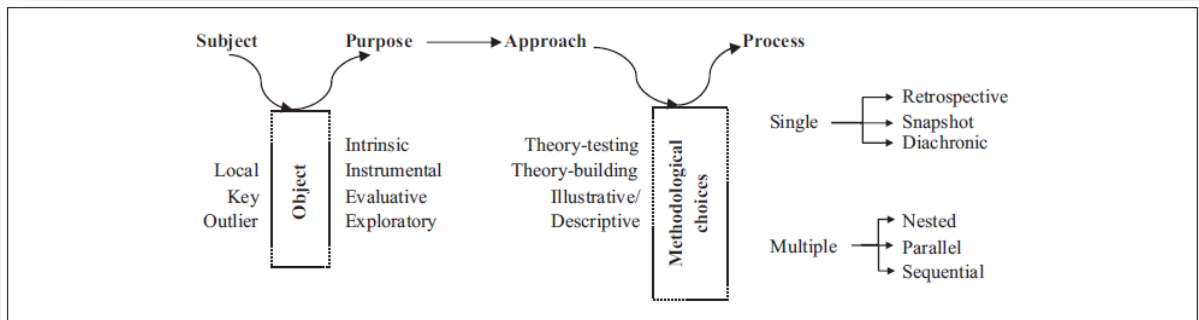 Subject
Purpose
Approach
Process
Local
Key
Outlier
Object
Intrinsic
Instrumental
Evaluative
Exploratory
Theory-testing
Theory-building
Illustrative/
Descriptive
Methodological
choices
Single
Retrospective
Snapshot
Diachronic
Multiple
Nested
Parallel
Sequential